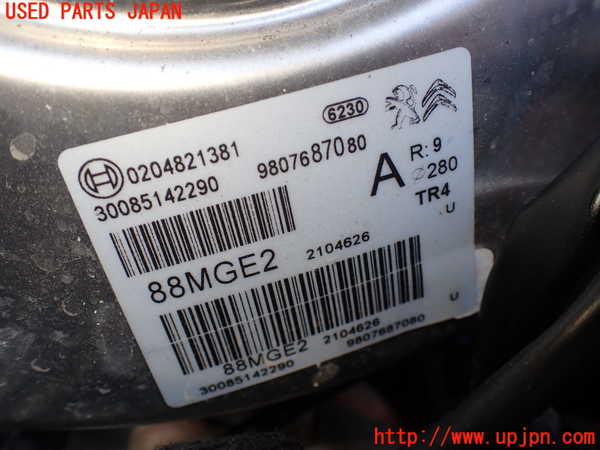 USED PARTS JAPAN
6230
0204821381
9807687080
30085142290
A
R: 9
∅280
TR4
U
88MGE2 2104626
U
88MGE2 2104626
30085142290 9807687080
http://www.upjpn.com/